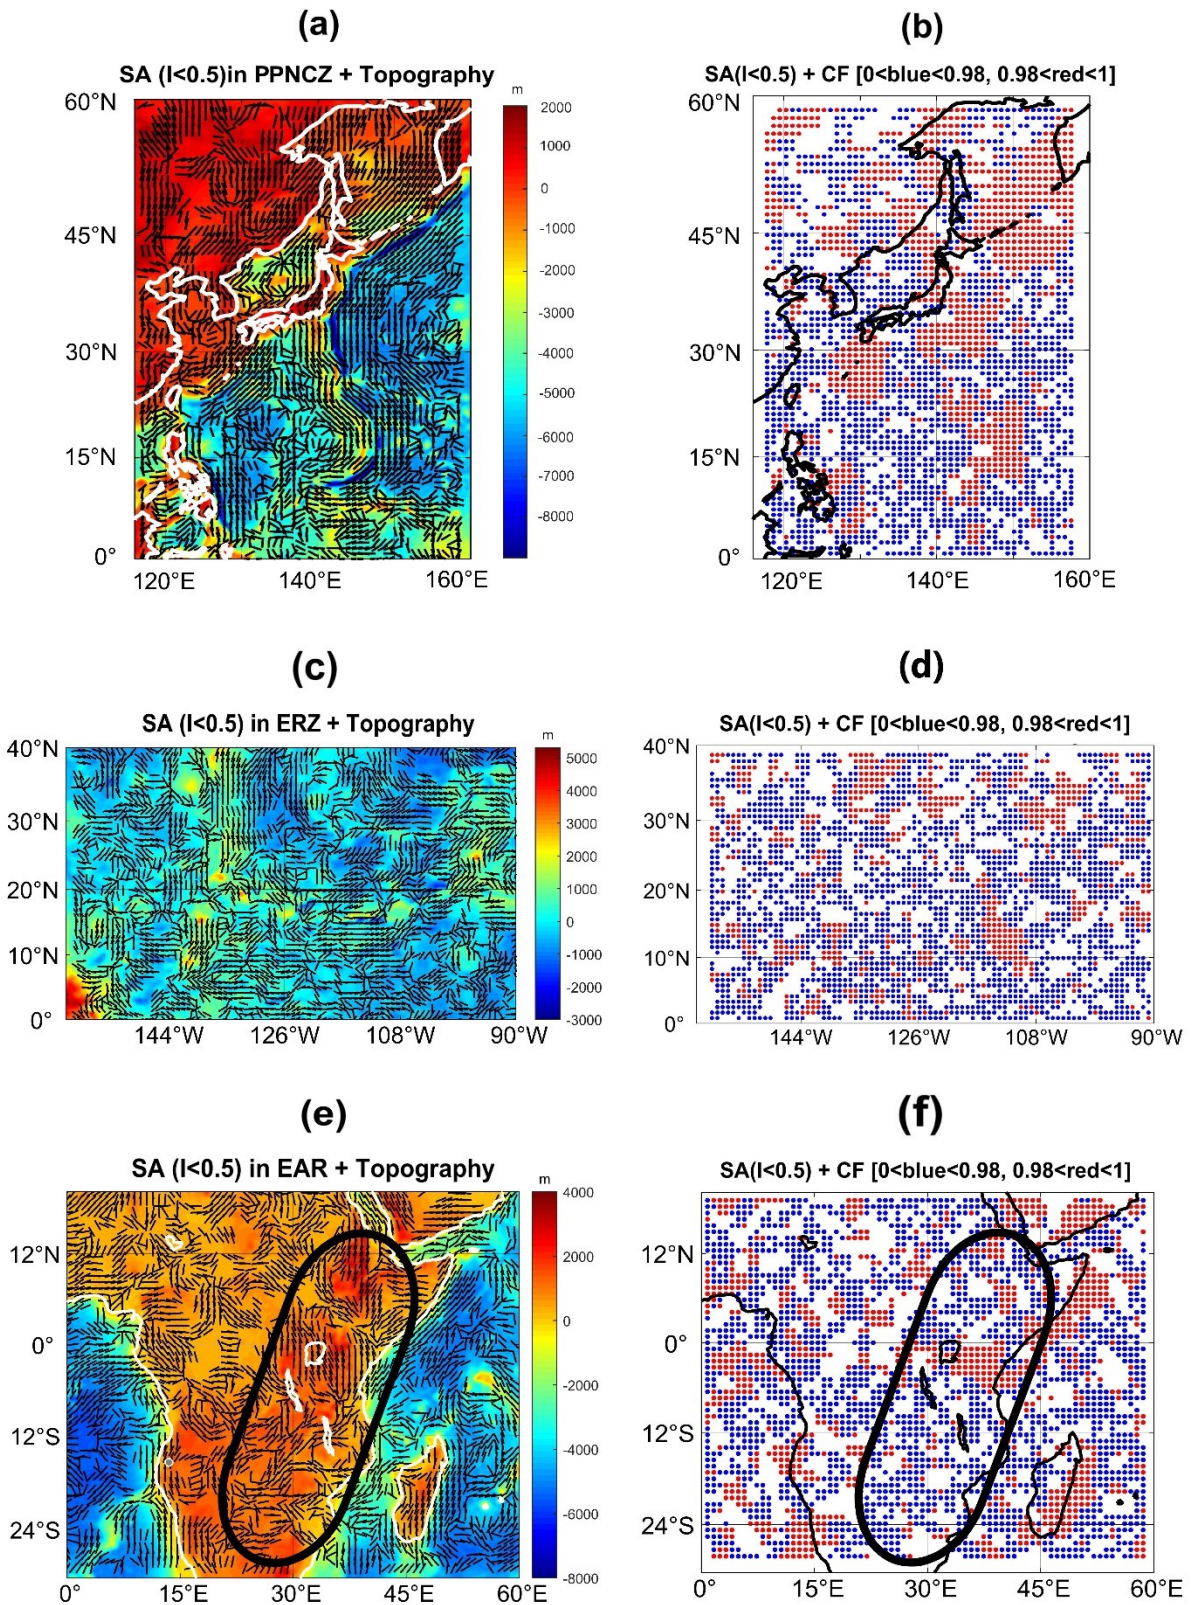 (a)
SA (I<0.5)in PPNCZ + Topography
m
60°N
45°N
30°N
15°N
0°
120°E
140°E
160°E
2000
1000
0
-1000
-2000
-3000
-4000
-5000
-6000
-7000
-8000
(b)
SA(I<0.5) + CF [0<blue<0.98, 0.98<red<1]
60°N
45°N
30°N
15°N
0°
120°E
140°E
160°E
(c)
SA (I<0.5) in ERZ + Topography
m
40°N
30°N
20°N
10°N
0°
144°W
126°W
108°W
90°W
5000
4000
3000
2000
1000
0
-1000
-2000
-3000
(d)
SA(I<0.5) + CF [0<blue<0.98, 0.98<red<1]
40°N
30°N
20°N
10°N
0°
144°W
126°W
108°W
90°W
(e)
SA (I<0.5) in EAR + Topography
m
12°N
0°
12°S
24°S
0°
15°E
30°E
45°E
60°E
4000
2000
0
-2000
-4000
-6000
-8000
(f)
SA(I<0.5) + CF [0<blue<0.98, 0.98<red<1]
12°N
0°
12°S
24°S
0°
15°E
30°E
45°E
60°E